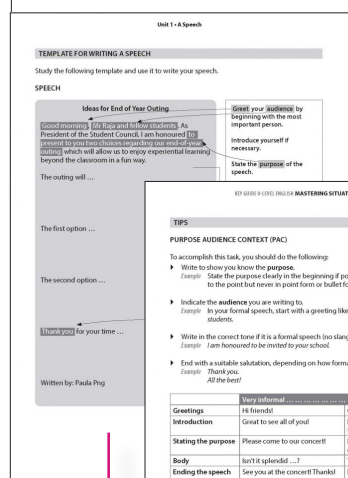 Unit 1 • A Speech
TEMPLATE FOR WRITING A SPEECH
Study the following template and use it to write your speech.
SPEECH
Ideas for End of Year Outing
Good morning, Mr Raja and fellow students. As
President of the Student Council, I am honoured to
present to you two choices regarding our end-of-year
outing which will allow us to enjoy experiential learning
beyond the classroom in a fun way.
The outing will …
The first option …
The second option …
Thank you for your time …
Written by: Paula Png
Greet your audience by
beginning with the most
important person.
Introduce yourself if
necessary.
State the purpose of the
speech.
KEY GUIDE O-LEVEL ENGLISH MASTERING SITUAT
TIPS
PURPOSE AUDIENCE CONTEXT (PAC)
To accomplish this task, you should do the following:
Write to show you know the purpose.
Example State the purpose clearly in the beginning if po
to the point but never in point form or bullet fo
Indicate the audience you are writing to.
Example In your formal speech, start with a greeting like
students.
Write in the correct tone if it is a formal speech (no slang
Example I am honoured to be invited to your school.
End with a suitable salutation, depending on how forma
Example Thank you.
All the best!
Very informal … … … … … …
Greetings Hi friends!
Introduction Great to see all of you!
Stating the purpose Please come to our concert!
Body Isn't it splendid …?
Ending the speech See you at the concert! Thanks!